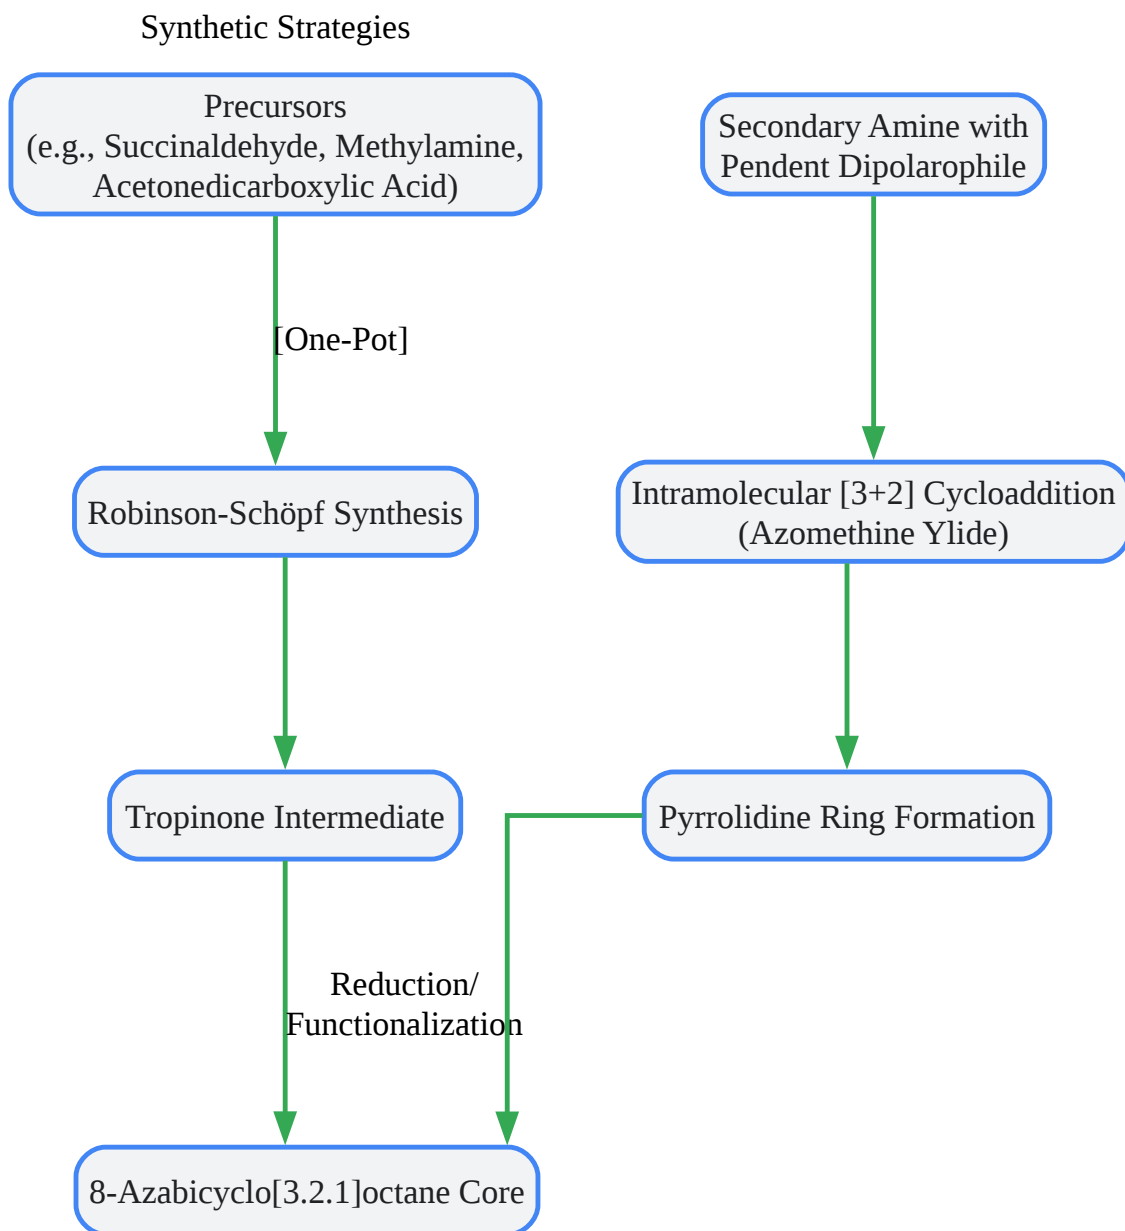 Synthetic Strategies
Precursors
(e.g., Succinaldehyde, Methylamine,
Acetonedicarboxylic Acid)
Secondary Amine with
Pendent Dipolarophile
[One-Pot]
Robinson-Schöpf Synthesis
Intramolecular [3+2] Cycloaddition
(Azomethine Ylide)
Tropinone Intermediate
Pyrrolidine Ring Formation
Reduction/
Functionalization
8-Azabicyclo[3.2.1]octane Core